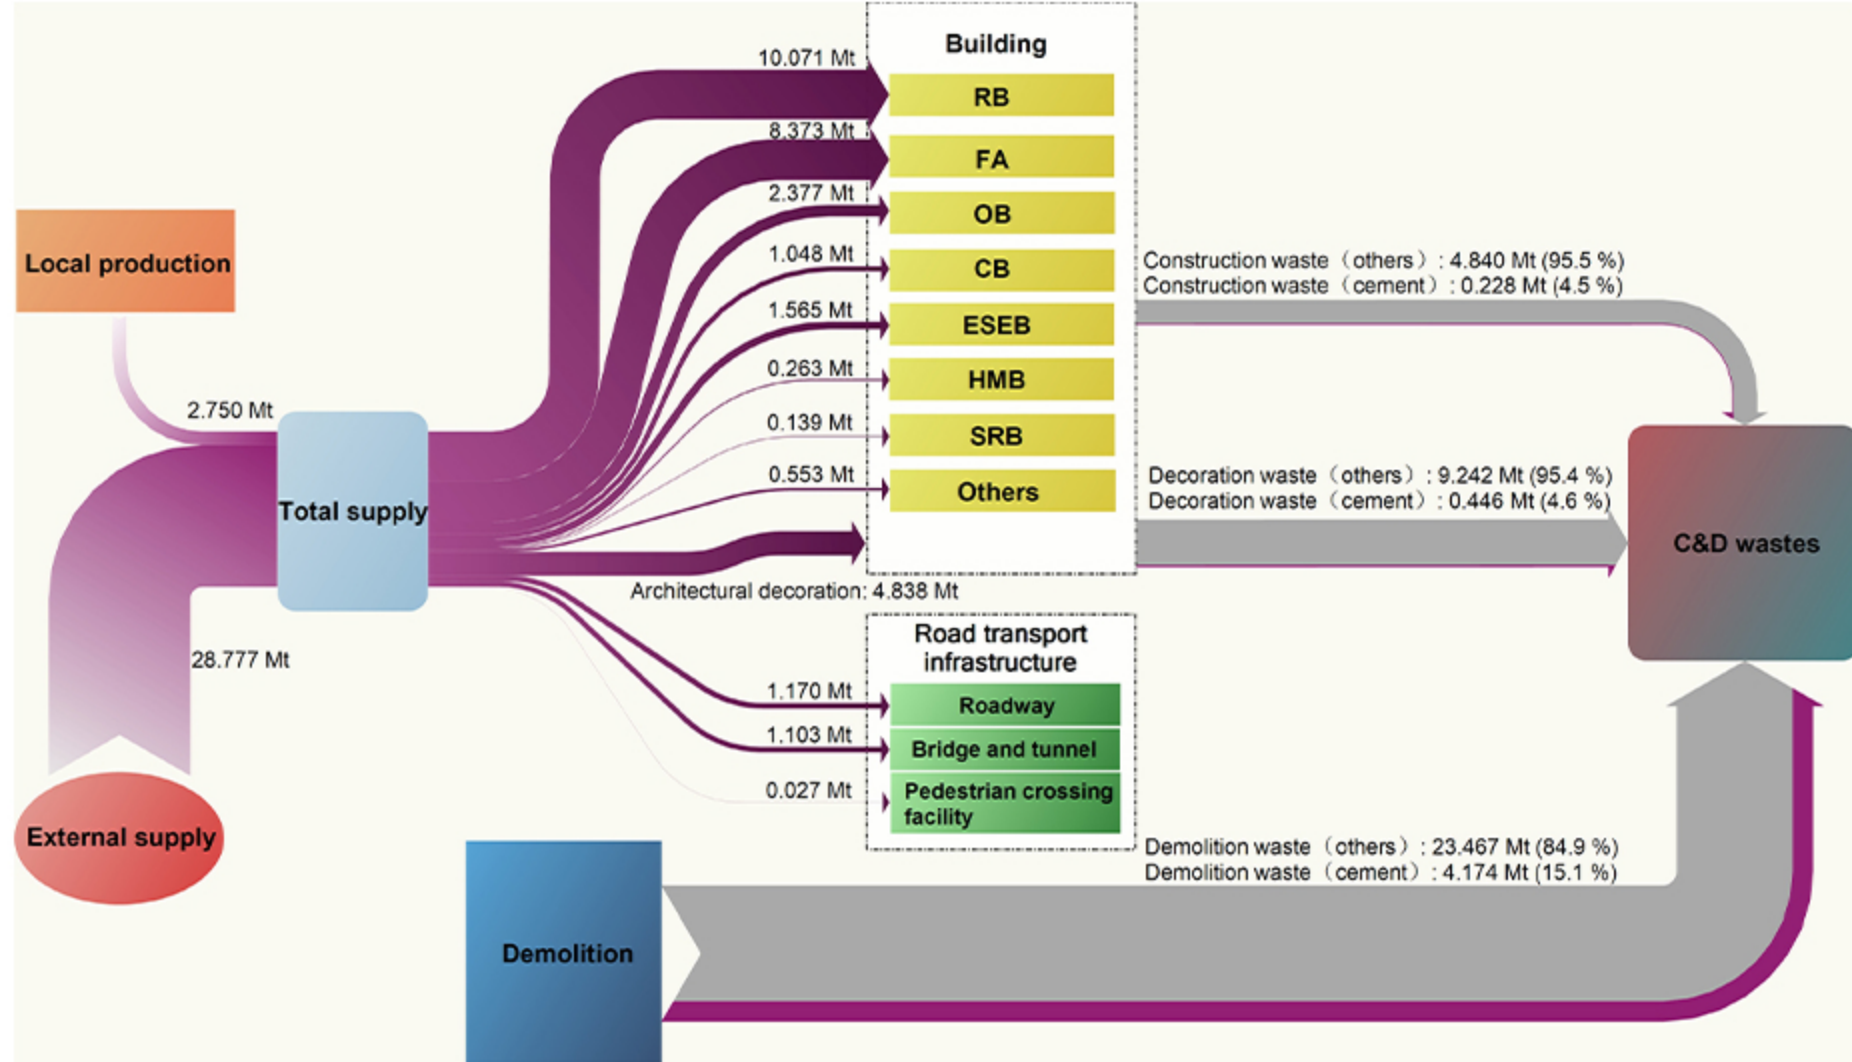 Local production
2.750 Mt
Total supply
28.777 Mt
External supply
10.071 Mt
8.373 Mt
2.377 Mt
1.048 Mt
1.565 Mt
0.263 Mt
0.139 Mt
0.553 Mt
Architectural decoration: 4.838 Mt
1.170 Mt
1.103 Mt
0.027 Mt
Building
RB
FA
OB
CB
ESEB
HMB
SRB
Others
Road transport
infrastructure
Roadway
Bridge and tunnel
Pedestrian crossing
facility
Demolition
Construction waste（others）: 4.840 Mt (95.5 %)
Construction waste（cement）: 0.228 Mt (4.5 %)
Decoration waste（others）: 9.242 Mt (95.4 %)
Decoration waste（cement）: 0.446 Mt (4.6 %)
C&D wastes
Demolition waste（others）: 23.467 Mt (84.9 %)
Demolition waste（cement）: 4.174 Mt (15.1 %)